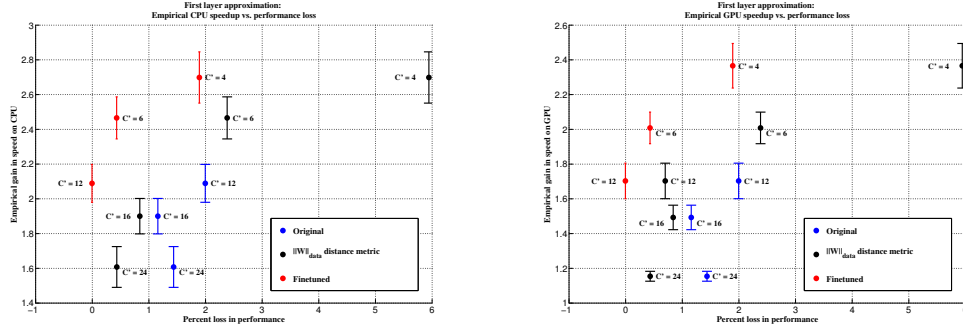 First layer approximation:
Empirical CPU speedup vs. performance loss
Empirical gain in speed on CPU
2.8
2.6
2.4
2.2
2
1.8
1.6
1.4
C' = 4
C' = 4
C' = 6
C' = 6
C' = 12
C' = 12
C' = 16
C' = 16
C' = 24
C' = 24
Original
||W||data distance metric
Finetuned
−1
0
1
2
3
4
5
6
Percent loss in performance
First layer approximation:
Empirical GPU speedup vs. performance loss
Empirical gain in speed on GPU
2.6
2.4
2.2
2
1.8
1.6
1.4
1.2
1
C' = 4
C' = 4
C' = 6
C' = 6
C' = 12
C' = 12
C' = 12
C' = 16
C' = 16
C' = 24
C' = 24
Original
||W||data distance metric
Finetuned
−1
0
1
2
3
4
5
6
Percent loss in performance